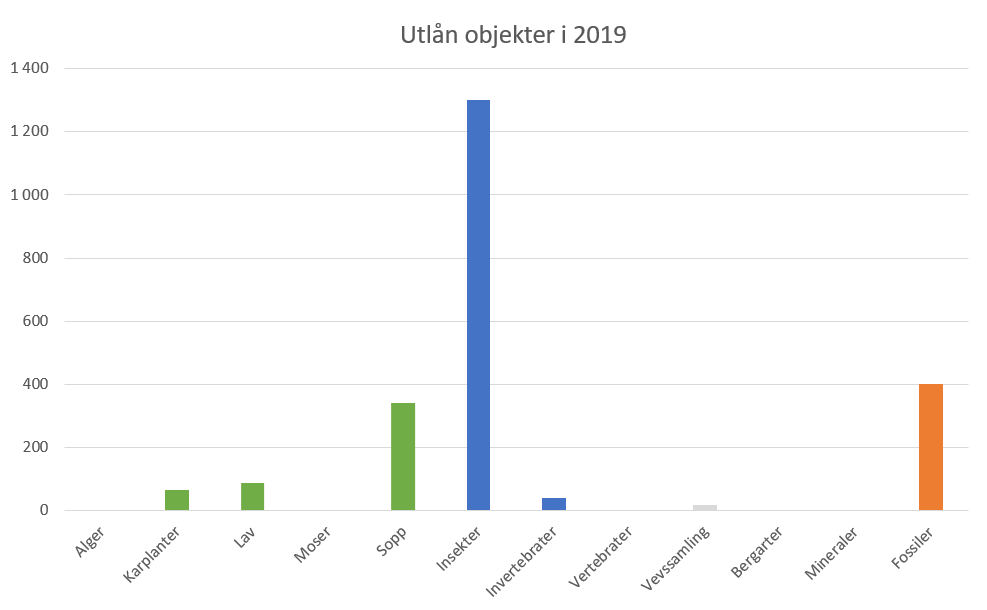 Utlån objekter i 2019
1 400
1 200
1 000
800
600
400
200
0
Alger
Karplanter
Lav
Moser
Sopp
Insekter
Invertebrater
Vertebrater
Vevssamling
Bergarter
Mineraler
Fossiler